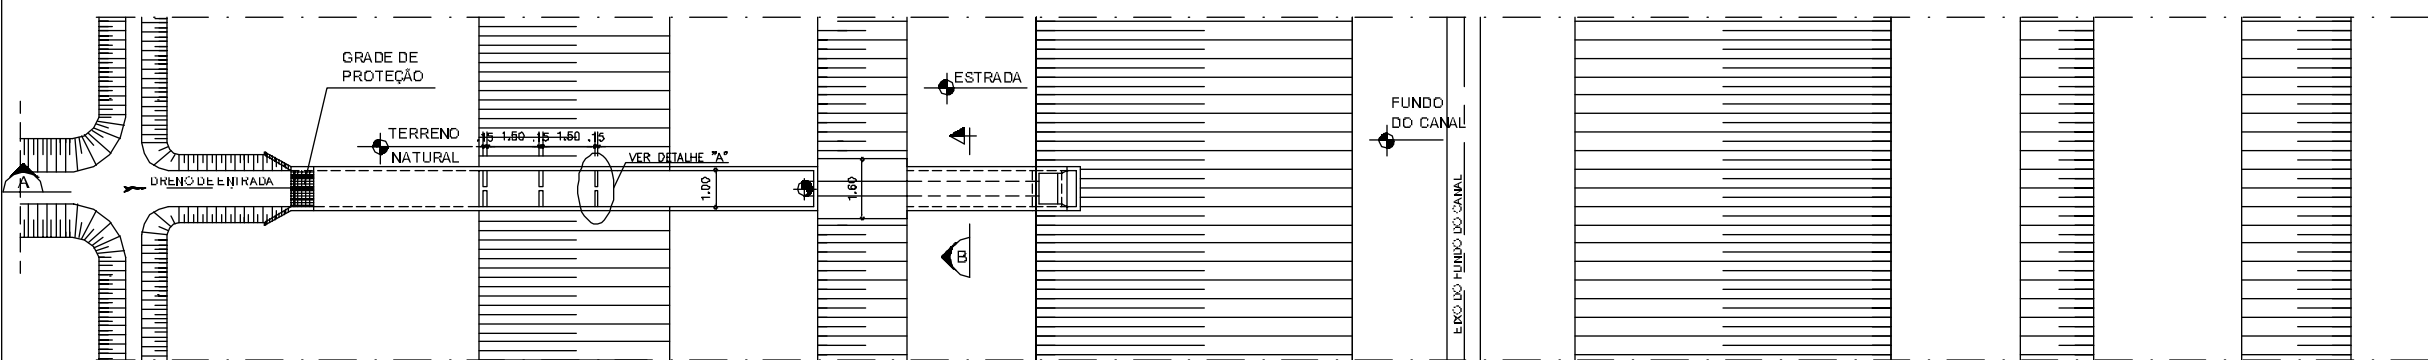 GRADE DE
PROTEÇÃO
ESTRADA
FUNDO
DO CANAL
TERRENO
NATURAL
.15 1.50 .15 1.50 .15
VER DETALHE "A"
A
DRENO DE ENTRADA
1.00
1.60
B
EIXO DO FUNDO DO CANAL